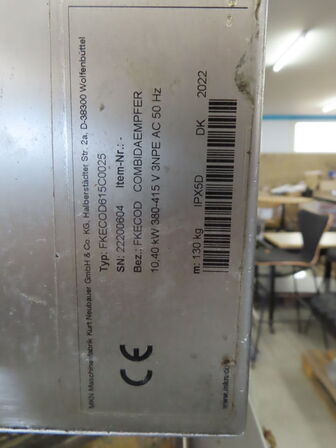 MKN Maschinenfabrik Kurt Neubauer GmbH & Co. KG, Halberstädter Str. 2a, D-38300 Wolfenbüttel
Typ: FKECOD615C0025
SN: 22200604 Item-Nr.: -
Bez.: FKECOD COMBIDAEMPFER
10,40 kW 380-415 V 3NPE AC 50 Hz
IPX5D DK 2022
m: 130 kg
CE